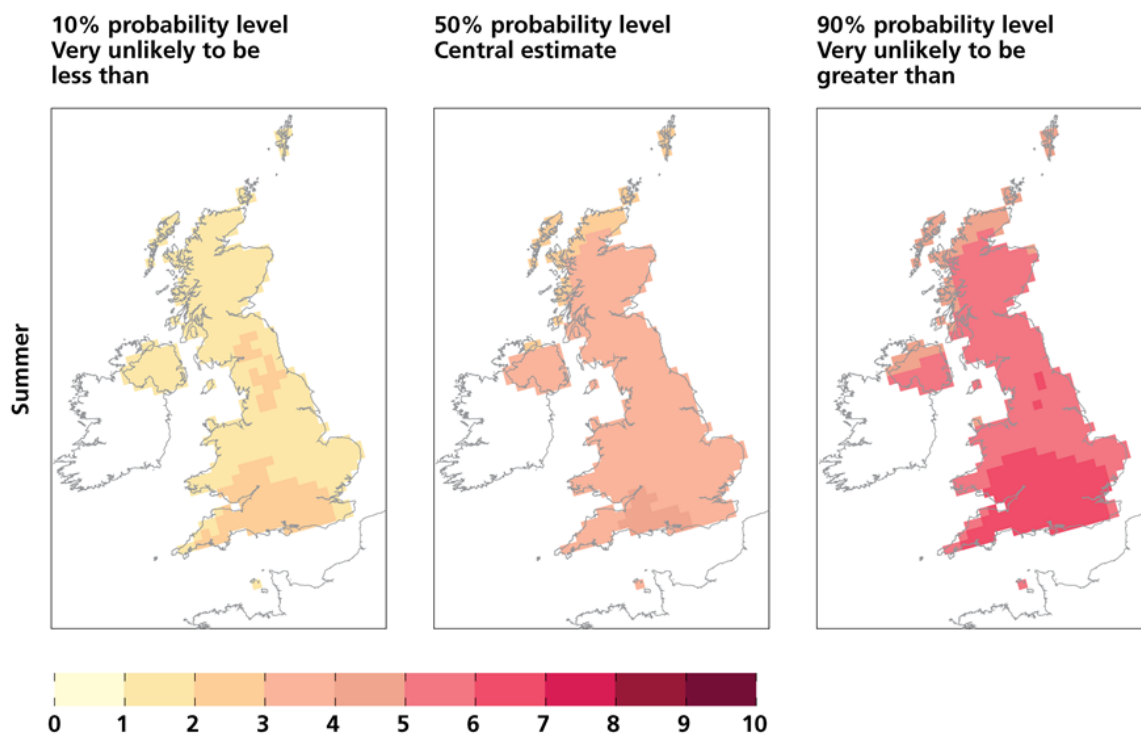 10% probability level
Very unlikely to be
less than
50% probability level
Central estimate
90% probability level
Very unlikely to be
greater than
Summer
0 1 2 3 4 5 6 7 8 9 10